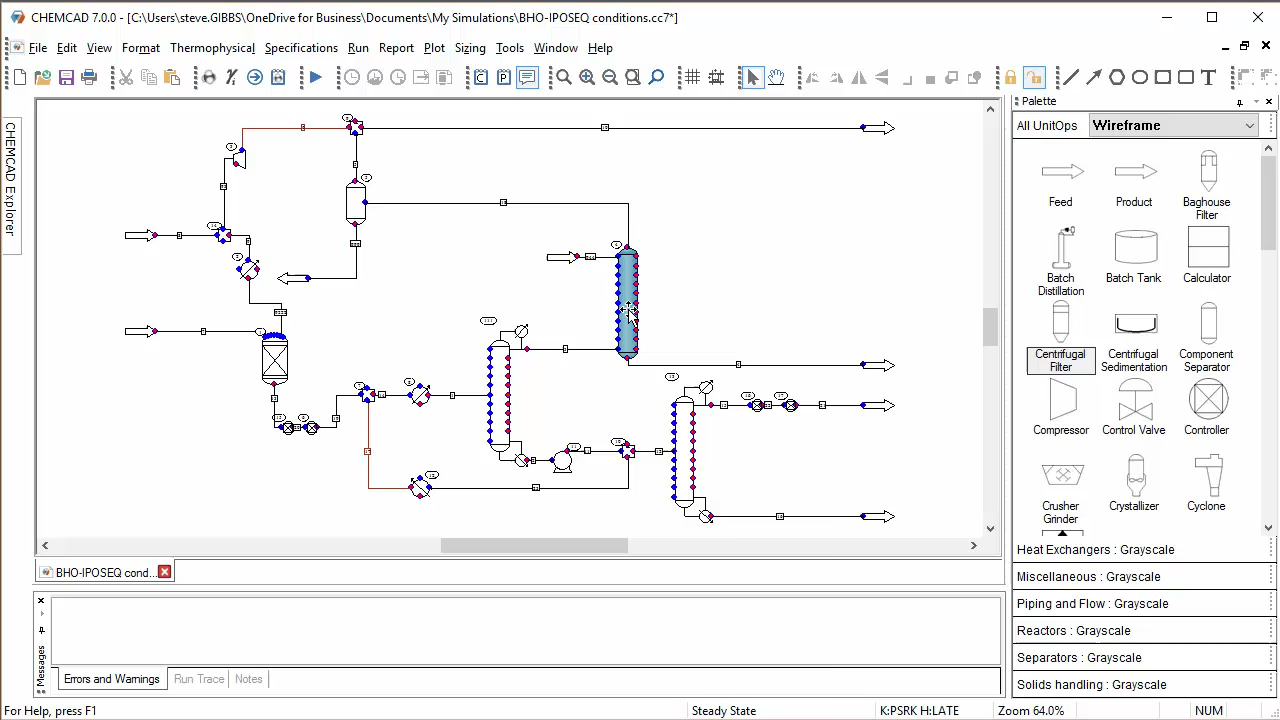 CHEMCAD 7.0.0 - [C:\Users\steve.GIBBS\OneDrive for Business\Documents\My Simulations\BHO-IPOSEQ conditions.cc7*]
File Edit View Format Thermophysical Specifications Run Report Plot Sizing Tools Window Help
CHEMCAD Explorer
Palette
All UnitOps Wireframe
Feed Product Baghouse Filter
Batch Distillation Batch Tank Calculator
Centrifugal Filter Centrifugal Sedimentation Component Separator
Compressor Control Valve Controller
Crusher Grinder Crystallizer Cyclone
Heat Exchangers : Grayscale
Miscellaneous : Grayscale
Piping and Flow : Grayscale
Reactors : Grayscale
Separators : Grayscale
Solids handling : Grayscale
BHO-IPOSEQ cond...
Messages
Errors and Warnings Run Trace Notes
For Help, press F1 Steady State K:PSRK H:LATE Zoom 64.0% NUM